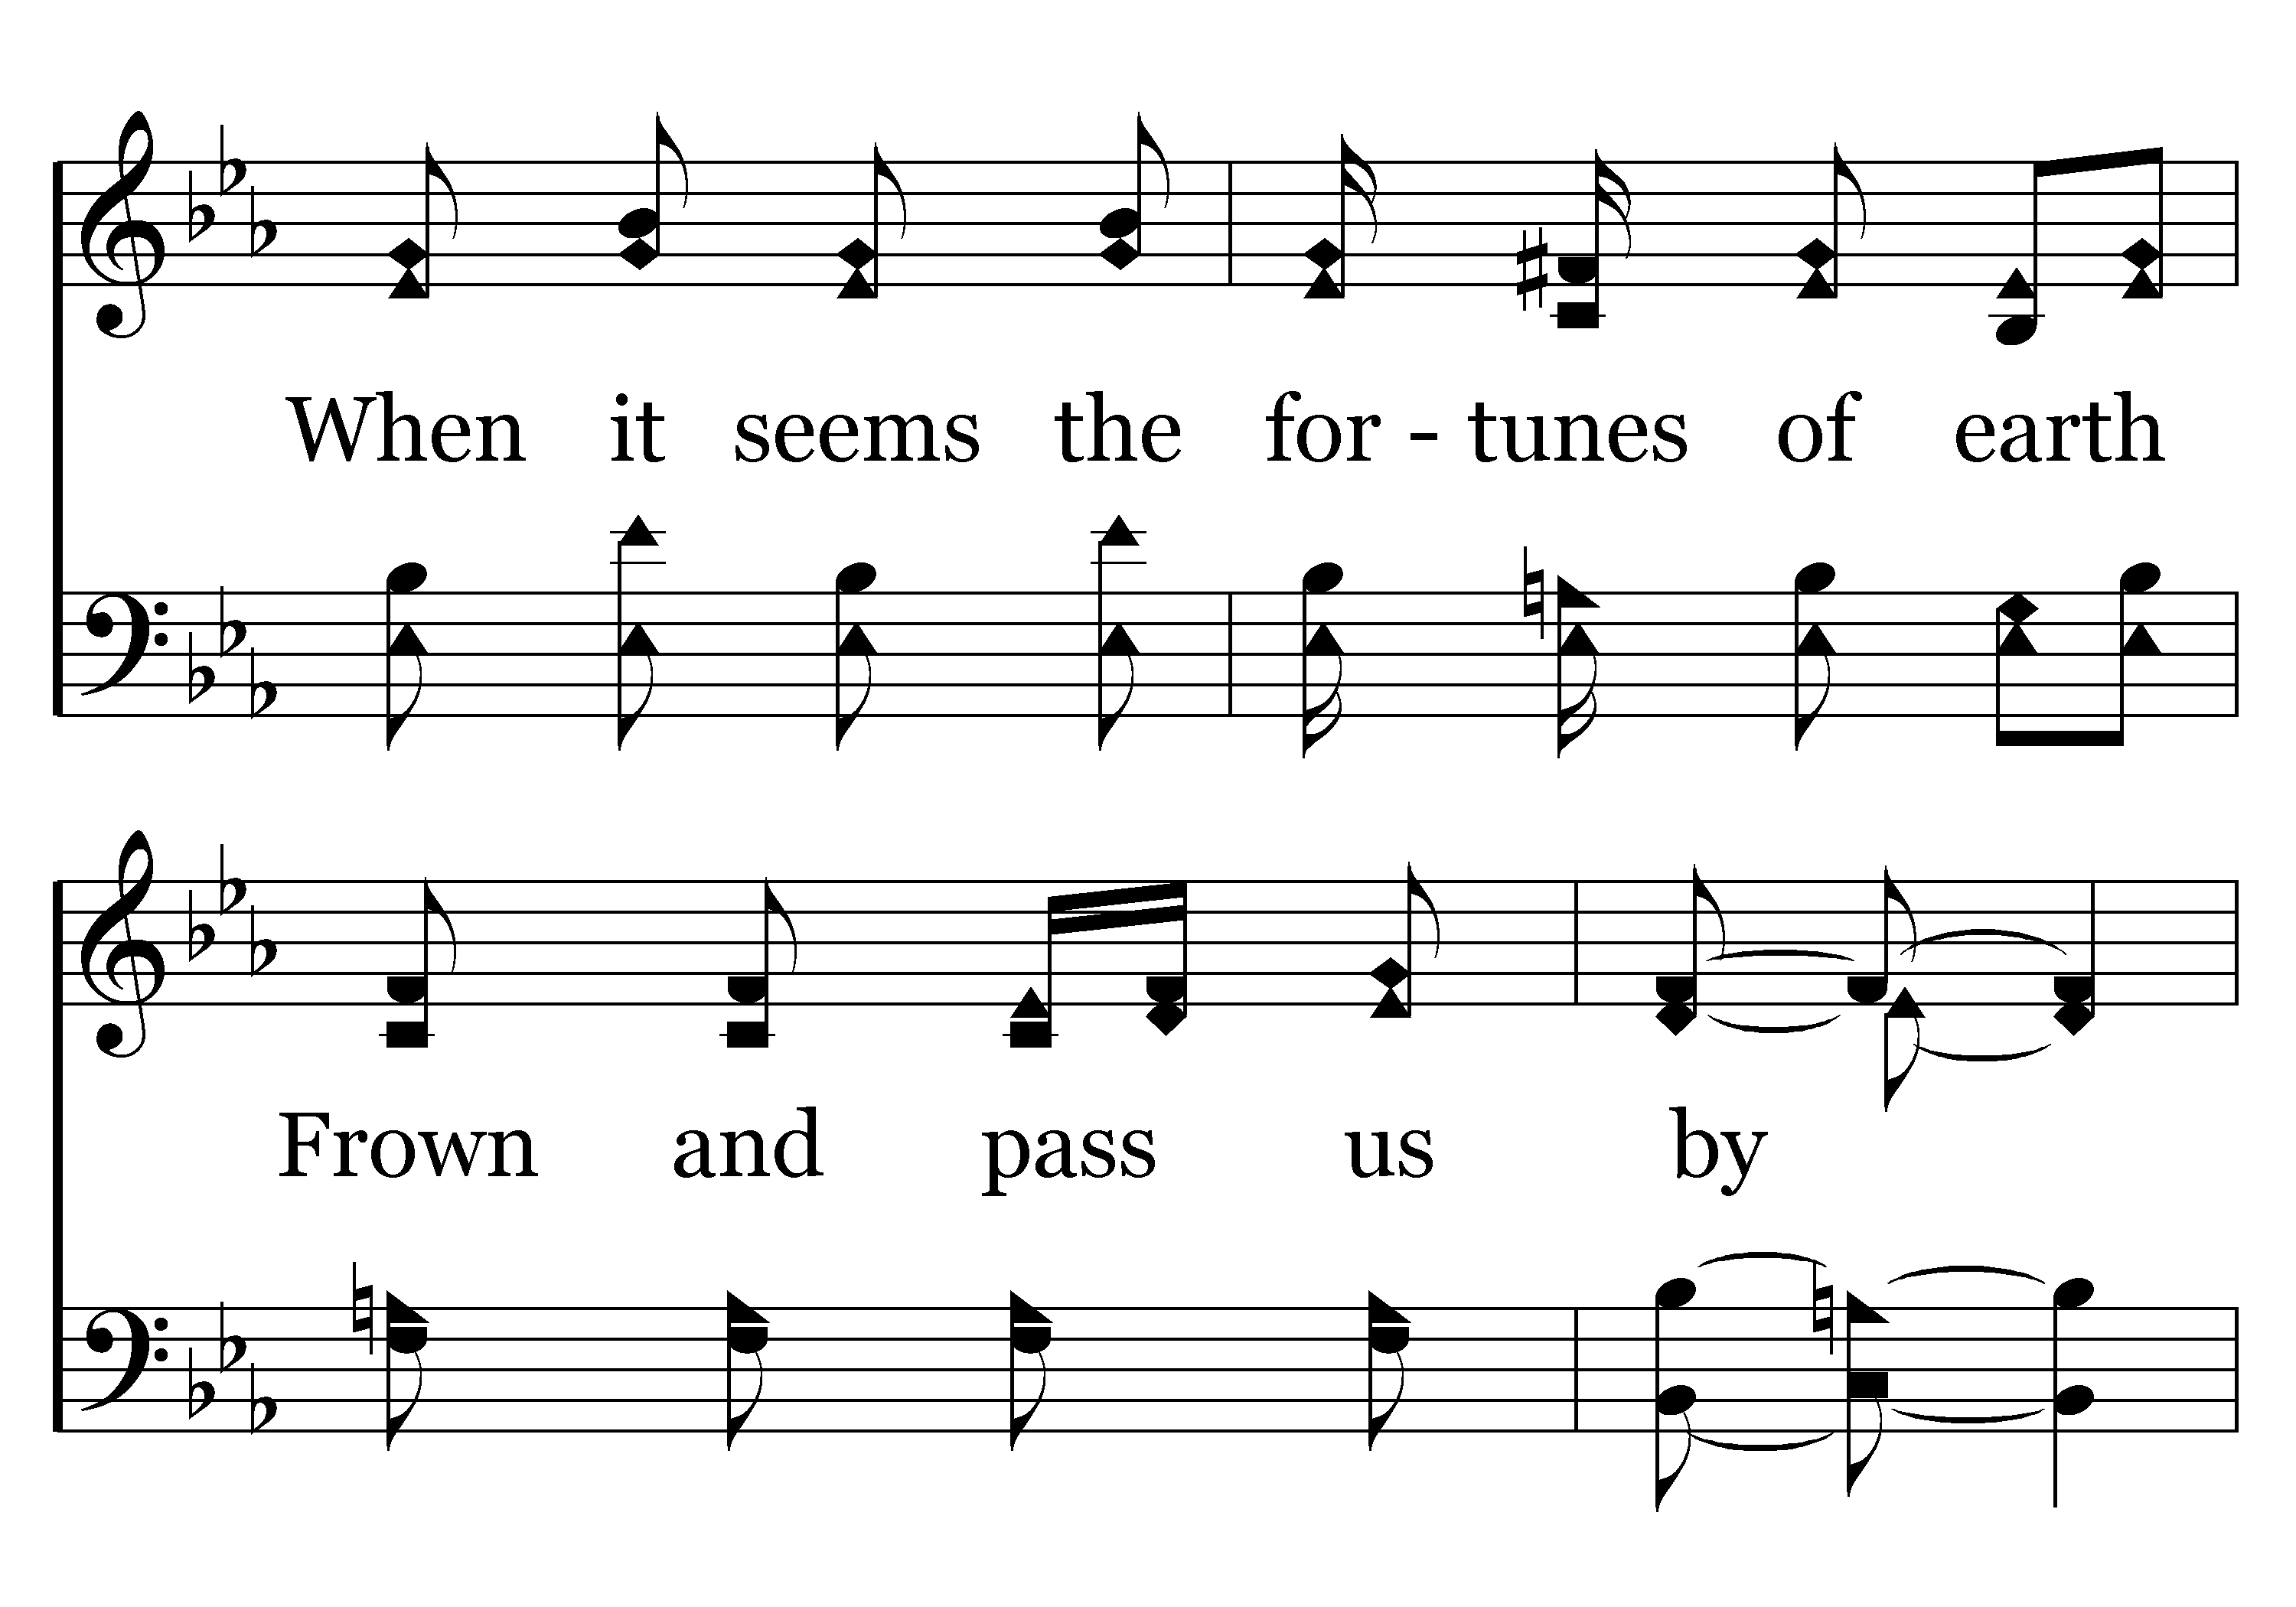 When it seems the for - tunes of earth
Frown and pass us by